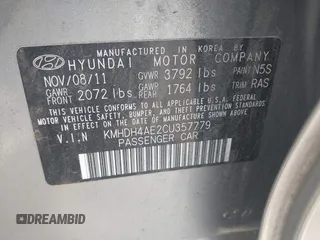 MANUFACTURED IN KOREA BY
HYUNDAI MOTOR COMPANY
NOV/08/11 GVWR 3792 lbs PAINT N5S
GAWR FRONT 2072 lbs GAWR REAR 1764 lbs TRIM RAS
THIS VEHICLE CONFORMS TO ALL APPLICABLE
FEDERAL MOTOR VEHICLE SAFETY, BUMPER,
AND THEFT PREVENTION STANDARDS IN EFFECT
ON THE DATE OF MANUFACTURE SHOWN ABOVE.
V.I.N KMHDH4AE2CU357779
PASSENGER CAR
DREAMBID